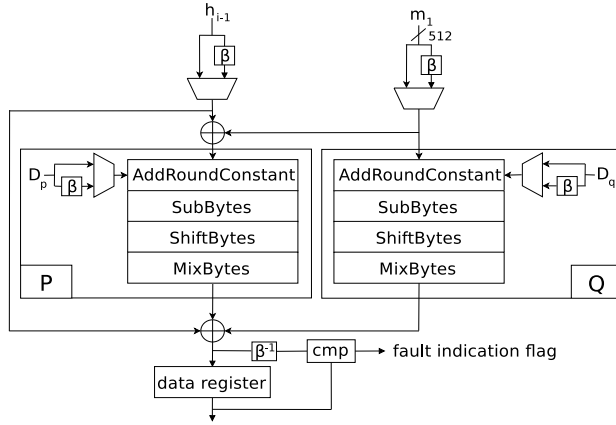 h i-1
m 1
512
β
β
D p
β
AddRoundConstant
SubBytes
ShiftBytes
MixBytes
P
AddRoundConstant
SubBytes
ShiftBytes
MixBytes
β
D q
Q
β-1
cmp
fault indication flag
data register